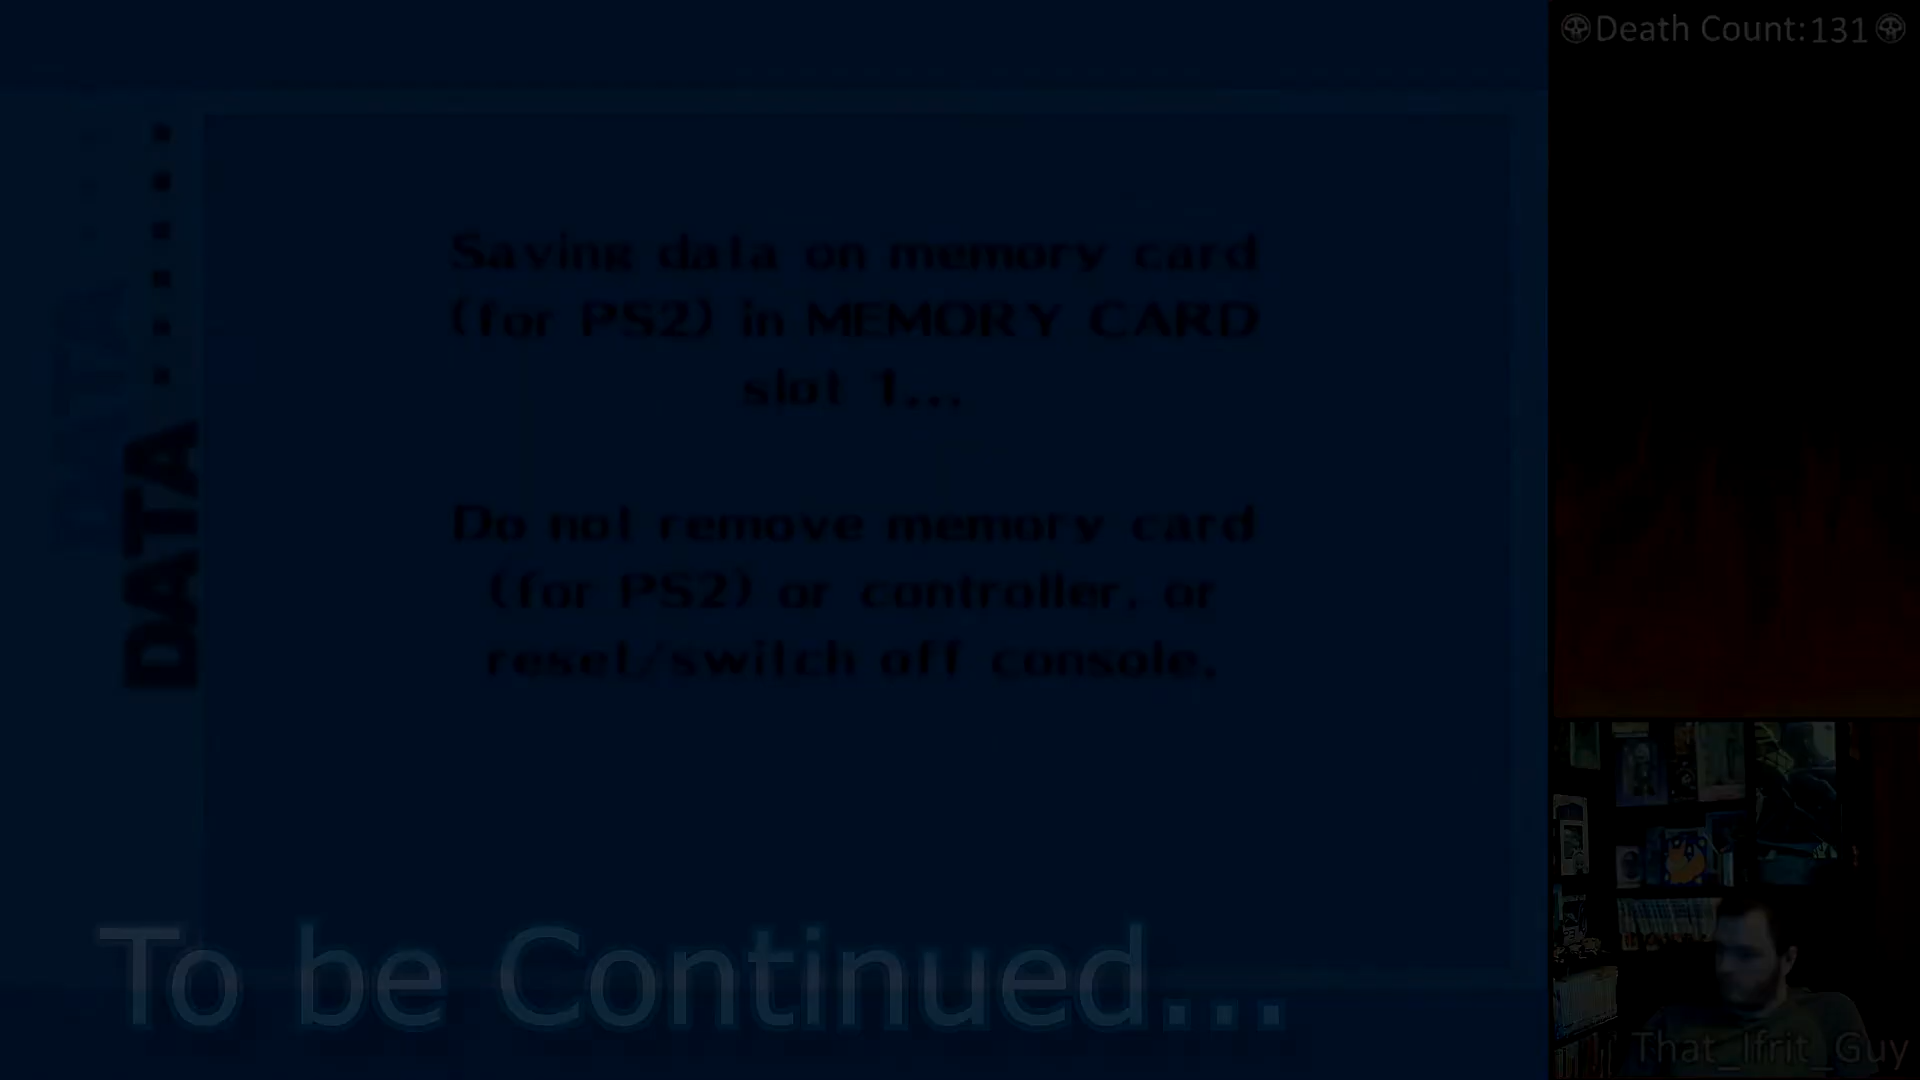 Death Count:131
Saving data on memory card
(for PS2) in MEMORY CARD
slot 1...
Do not remove memory card
(for PS2) or controller, or
reset/switch off console.
DATA
DATA
To be Continued...
That_Ifrit_Guy